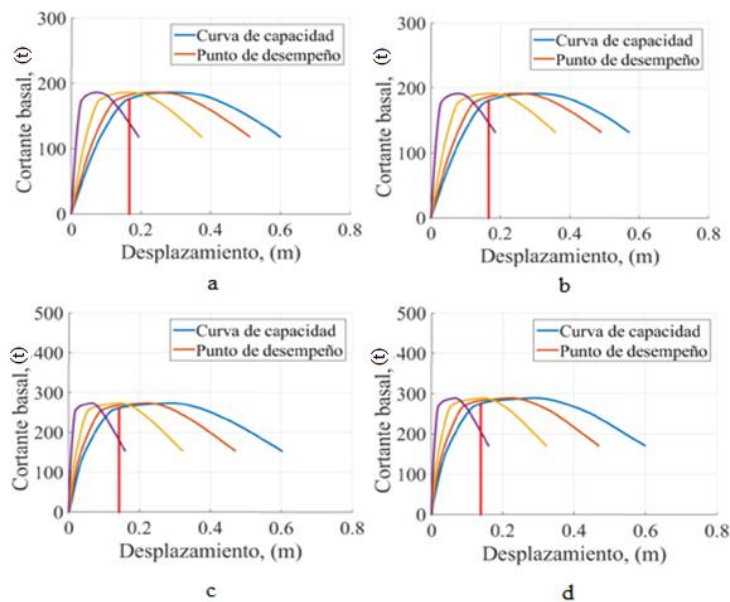 300
200
100
0
Cortante basal, (t)
Curva de capacidad
Punto de desempeño
0 0.2 0.4 0.6 0.8
Desplazamiento, (m)
a
300
200
100
0
Cortante basal, (t)
Curva de capacidad
Punto de desempeño
0 0.2 0.4 0.6 0.8
Desplazamiento, (m)
b
500
400
300
200
100
0
Cortante basal, (t)
Curva de capacidad
Punto de desempeño
0 0.2 0.4 0.6 0.8
Desplazamiento, (m)
c
500
400
300
200
100
0
Cortante basal, (t)
Curva de capacidad
Punto de desempeño
0 0.2 0.4 0.6 0.8
Desplazamiento, (m)
d